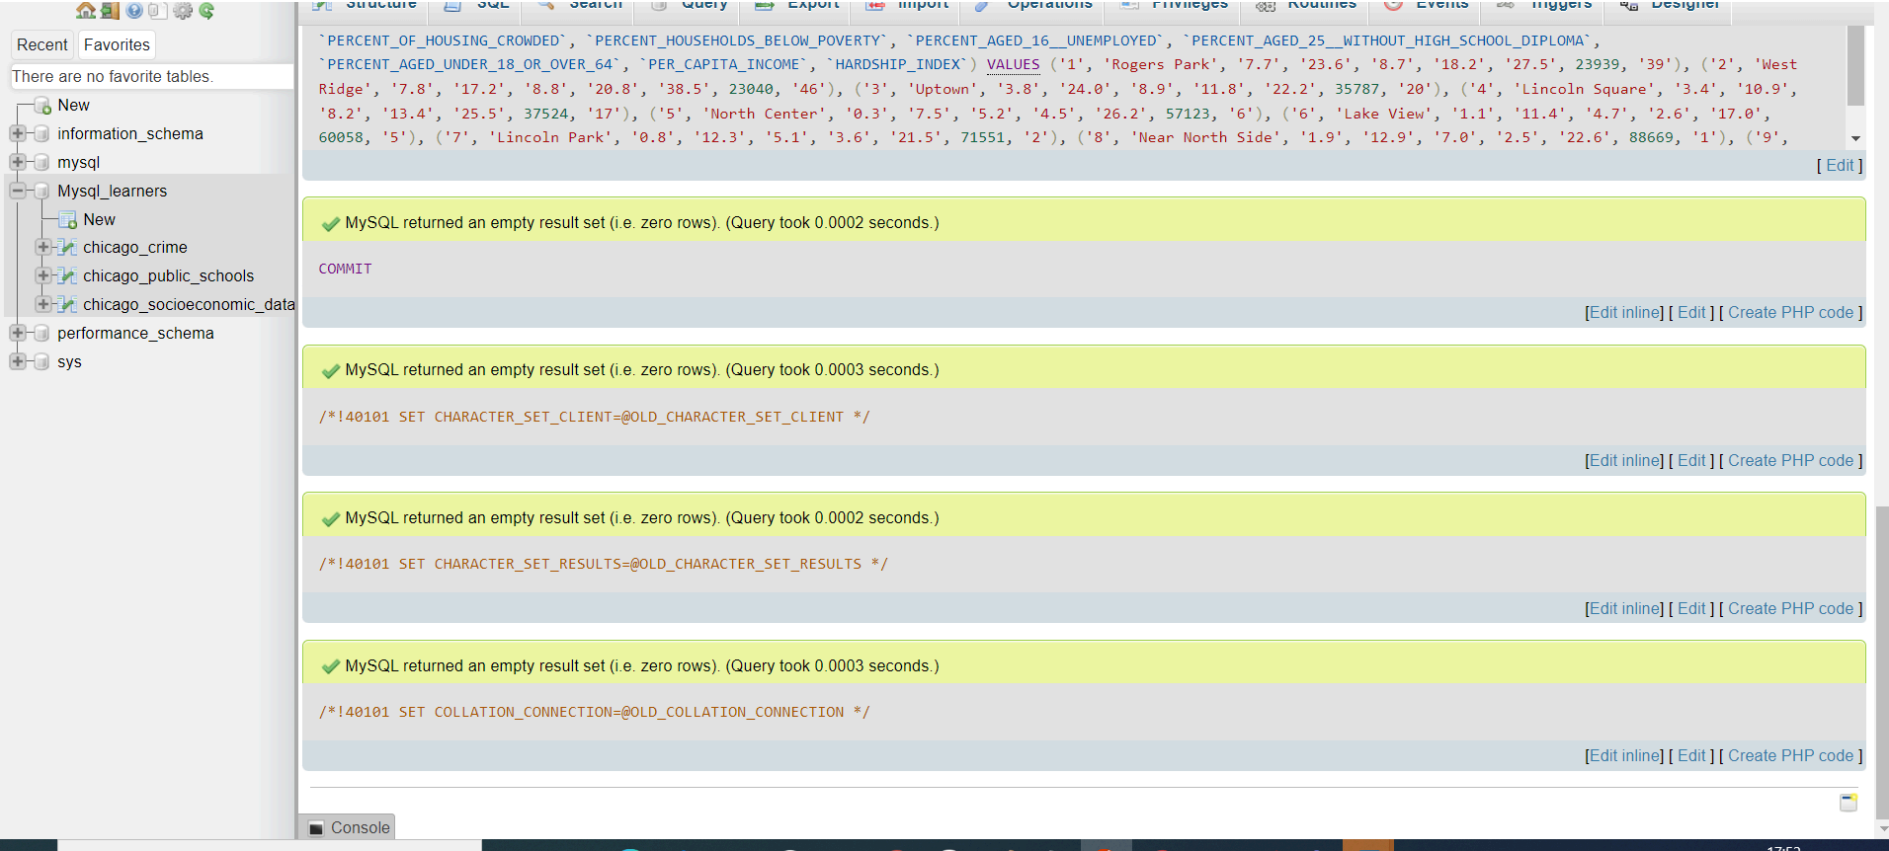 Structure SQL Search Query Export Import Operations Privileges Routines Events Triggers Designer
Recent Favorites
There are no favorite tables.
New
information_schema
mysql
Mysql_learners
New
chicago_crime
chicago_public_schools
chicago_socioeconomic_data
performance_schema
sys
`PERCENT_OF_HOUSING_CROWDED`, `PERCENT_HOUSEHOLDS_BELOW_POVERTY`, `PERCENT_AGED_16__UNEMPLOYED`, `PERCENT_AGED_25__WITHOUT_HIGH_SCHOOL_DIPLOMA`,
`PERCENT_AGED_UNDER_18_OR_OVER_64`, `PER_CAPITA_INCOME`, `HARDSHIP_INDEX`) VALUES ('1', 'Rogers Park', '7.7', '23.6', '8.7', '18.2', '27.5', 23939, '39'), ('2', 'West
Ridge', '7.8', '17.2', '8.8', '20.8', '38.5', 23040, '46'), ('3', 'Uptown', '3.8', '24.0', '8.9', '11.8', '22.2', 35787, '20'), ('4', 'Lincoln Square', '3.4', '10.9',
'8.2', '13.4', '25.5', 37524, '17'), ('5', 'North Center', '0.3', '7.5', '5.2', '4.5', '26.2', 57123, '6'), ('6', 'Lake View', '1.1', '11.4', '4.7', '2.6', '17.0',
60058, '5'), ('7', 'Lincoln Park', '0.8', '12.3', '5.1', '3.6', '21.5', 71551, '2'), ('8', 'Near North Side', '1.9', '12.9', '7.0', '2.5', '22.6', 88669, '1'), ('9',
[ Edit ]
MySQL returned an empty result set (i.e. zero rows). (Query took 0.0002 seconds.)
COMMIT
[Edit inline] [ Edit ] [ Create PHP code ]
MySQL returned an empty result set (i.e. zero rows). (Query took 0.0003 seconds.)
/*!40101 SET CHARACTER_SET_CLIENT=@OLD_CHARACTER_SET_CLIENT */
[Edit inline] [ Edit ] [ Create PHP code ]
MySQL returned an empty result set (i.e. zero rows). (Query took 0.0002 seconds.)
/*!40101 SET CHARACTER_SET_RESULTS=@OLD_CHARACTER_SET_RESULTS */
[Edit inline] [ Edit ] [ Create PHP code ]
MySQL returned an empty result set (i.e. zero rows). (Query took 0.0003 seconds.)
/*!40101 SET COLLATION_CONNECTION=@OLD_COLLATION_CONNECTION */
[Edit inline] [ Edit ] [ Create PHP code ]
Console